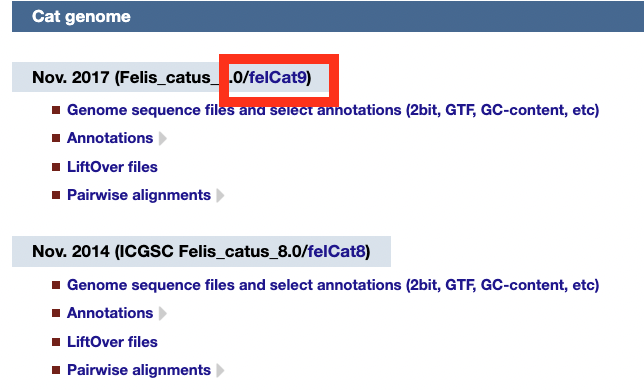 Cat genome
Nov. 2017 (Felis_catus_ .0/felCat9)
Genome sequence files and select annotations (2bit, GTF, GC-content, etc)
Annotations
LiftOver files
Pairwise alignments
Nov. 2014 (ICGSC Felis_catus_8.0/felCat8)
Genome sequence files and select annotations (2bit, GTF, GC-content, etc)
Annotations
LiftOver files
Pairwise alignments